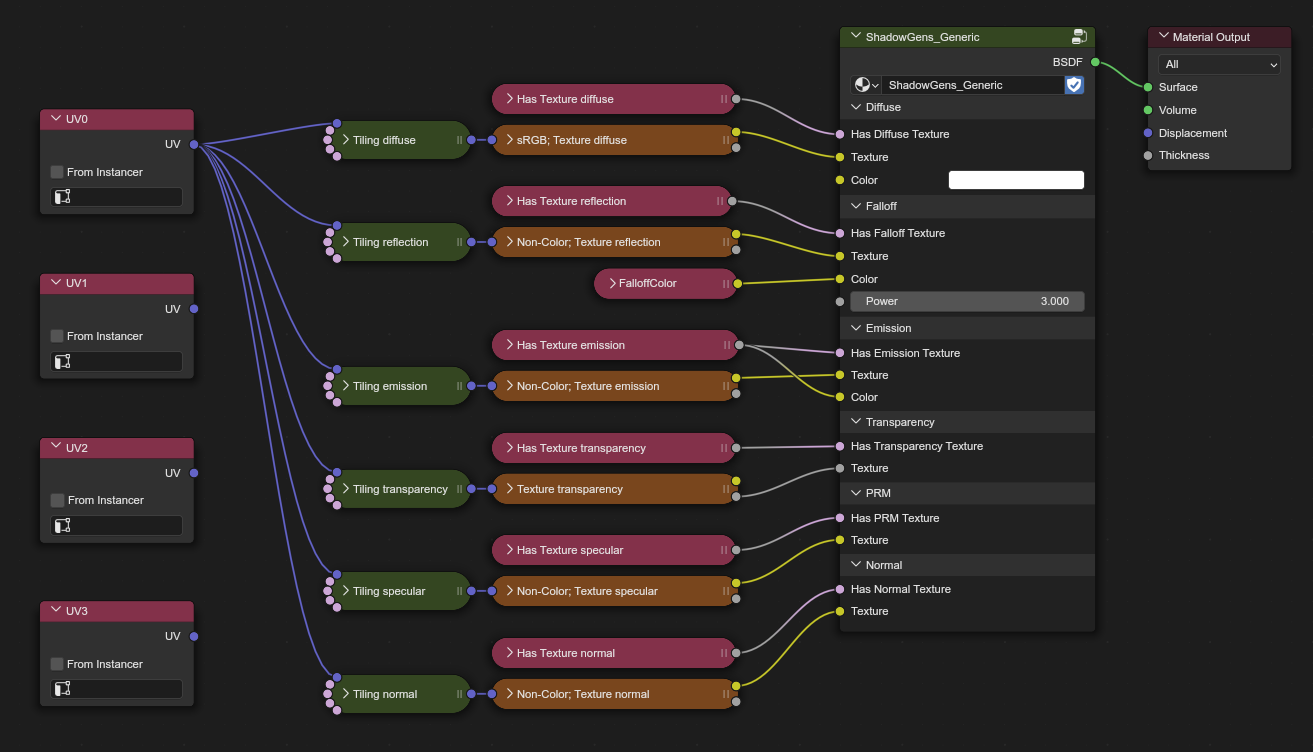 UV0
UV
From Instancer
UV1
UV
From Instancer
UV2
UV
From Instancer
UV3
UV
From Instancer
Tiling diffuse
Tiling reflection
Tiling emission
Tiling transparency
Tiling specular
Tiling normal
Has Texture diffuse
sRGB; Texture diffuse
Has Texture reflection
Non-Color; Texture reflection
FalloffColor
Has Texture emission
Non-Color; Texture emission
Has Texture transparency
Texture transparency
Has Texture specular
Non-Color; Texture specular
Has Texture normal
Non-Color; Texture normal
ShadowGens_Generic
BSDF
ShadowGens_Generic
Diffuse
Has Diffuse Texture
Texture
Color
Falloff
Has Falloff Texture
Texture
Color
Power 3.000
Emission
Has Emission Texture
Texture
Color
Transparency
Has Transparency Texture
Texture
PRM
Has PRM Texture
Texture
Normal
Has Normal Texture
Texture
Material Output
All
Surface
Volume
Displacement
Thickness